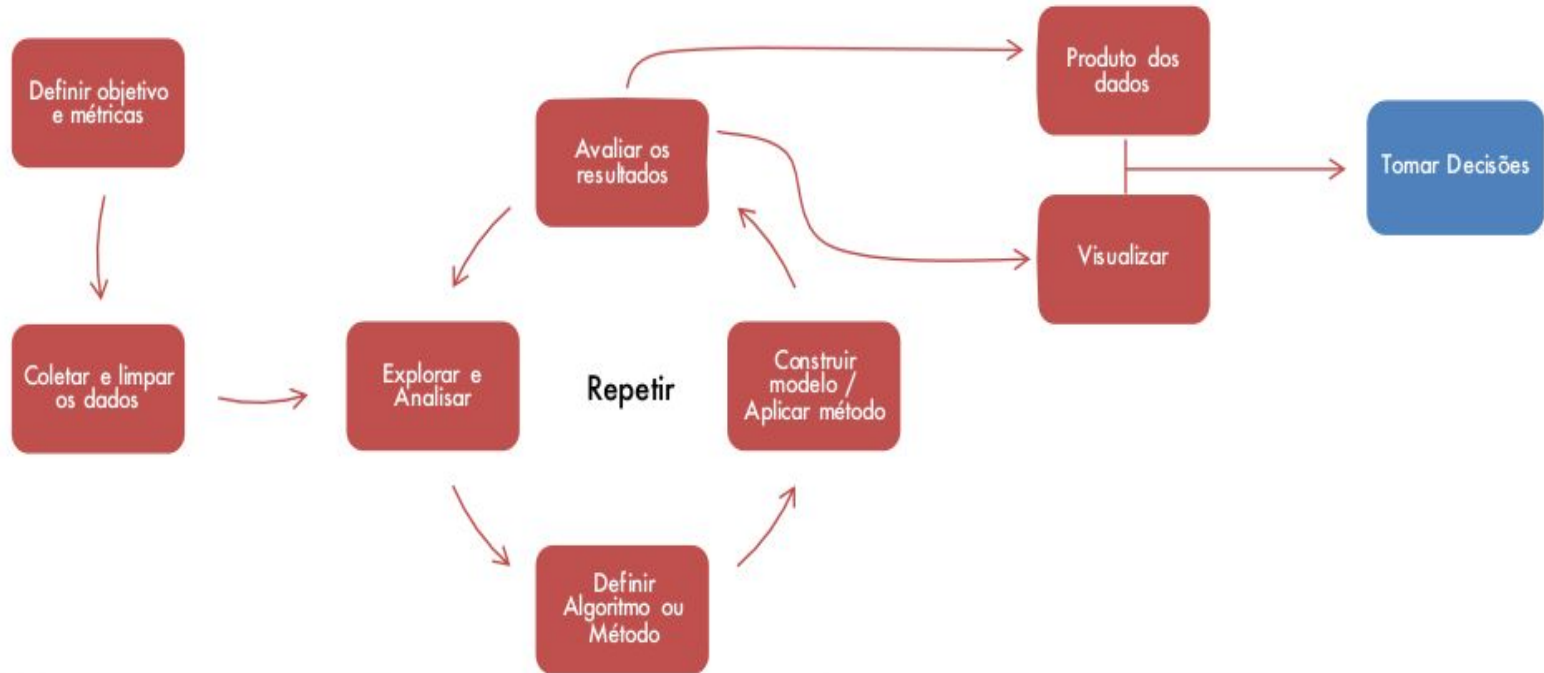 Definir objetivo
e métricas
Coletar e limpar
os dados
Explorar e
Analisar
Definir
Algoritmo ou
Método
Construir
modelo /
Aplicar método
Avaliar os
resultados
Repetir
Produto dos
dados
Visualizar
Tomar Decisões